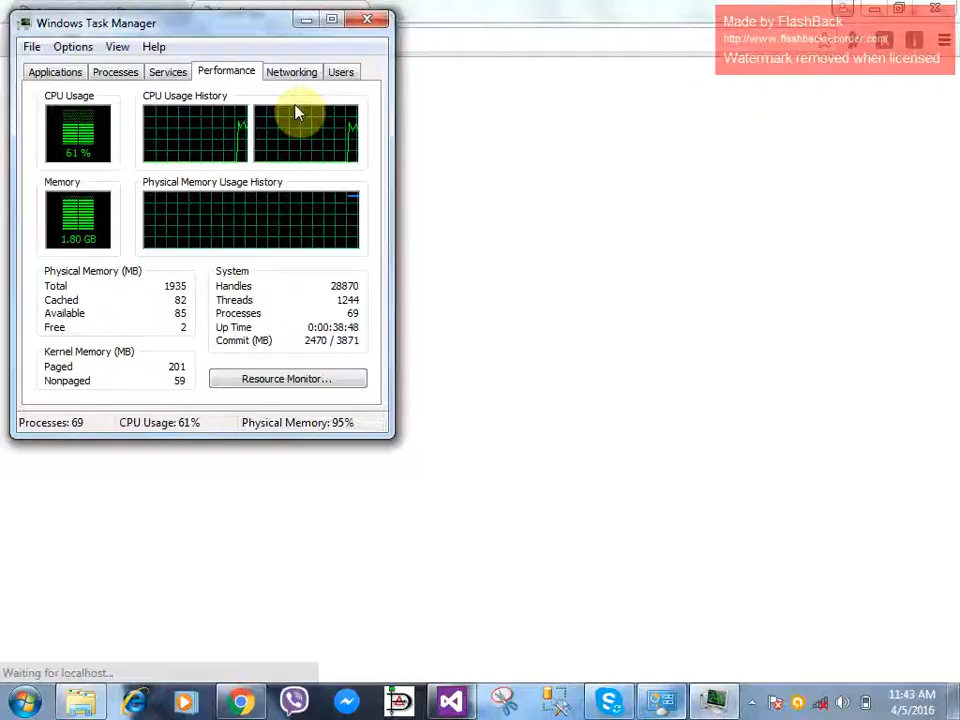 Windows Task Manager
File Options View Help
Applications Processes Services Performance Networking Users
CPU Usage CPU Usage History
61 %
Memory Physical Memory Usage History
1.80 GB
Physical Memory (MB)
Total 1935
Cached 82
Available 85
Free 2
Kernel Memory (MB)
Paged 201
Nonpaged 59
System
Handles 28870
Threads 1244
Processes 69
Up Time 0:00:38:48
Commit (MB) 2470 / 3871
Resource Monitor...
Processes: 69 CPU Usage: 61% Physical Memory: 95%
Made by FlashBack
http://www.flashbackrecorder.com/
Watermark removed when licensed
Waiting for localhost...
11:43 AM
4/5/2016